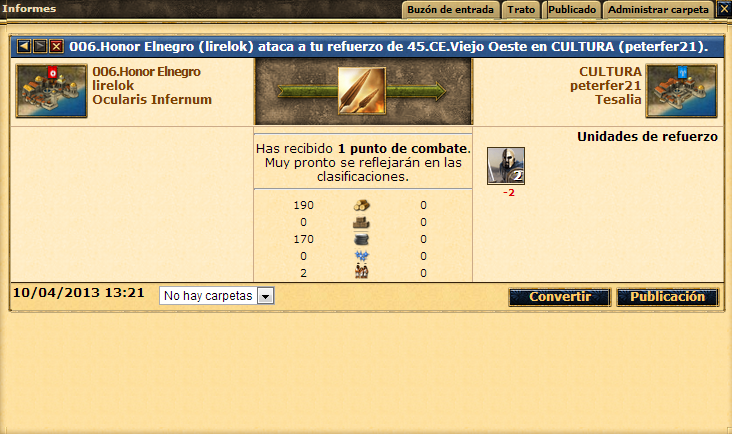 Informes
Buzón de entrada
Trato
Publicado
Administrar carpeta
006.Honor Elnegro (lirelok) ataca a tu refuerzo de 45.CE.Viejo Oeste en CULTURA (peterfer21).
006.Honor Elnegro
lirelok
Ocularis Infernum
CULTURA
peterfer21
Tesalia
Has recibido 1 punto de combate.
Muy pronto se reflejarán en las
clasificaciones.
Unidades de refuerzo
2
-2
190 0
0 0
170 0
0 0
2 0
10/04/2013 13:21
No hay carpetas
Convertir
Publicación